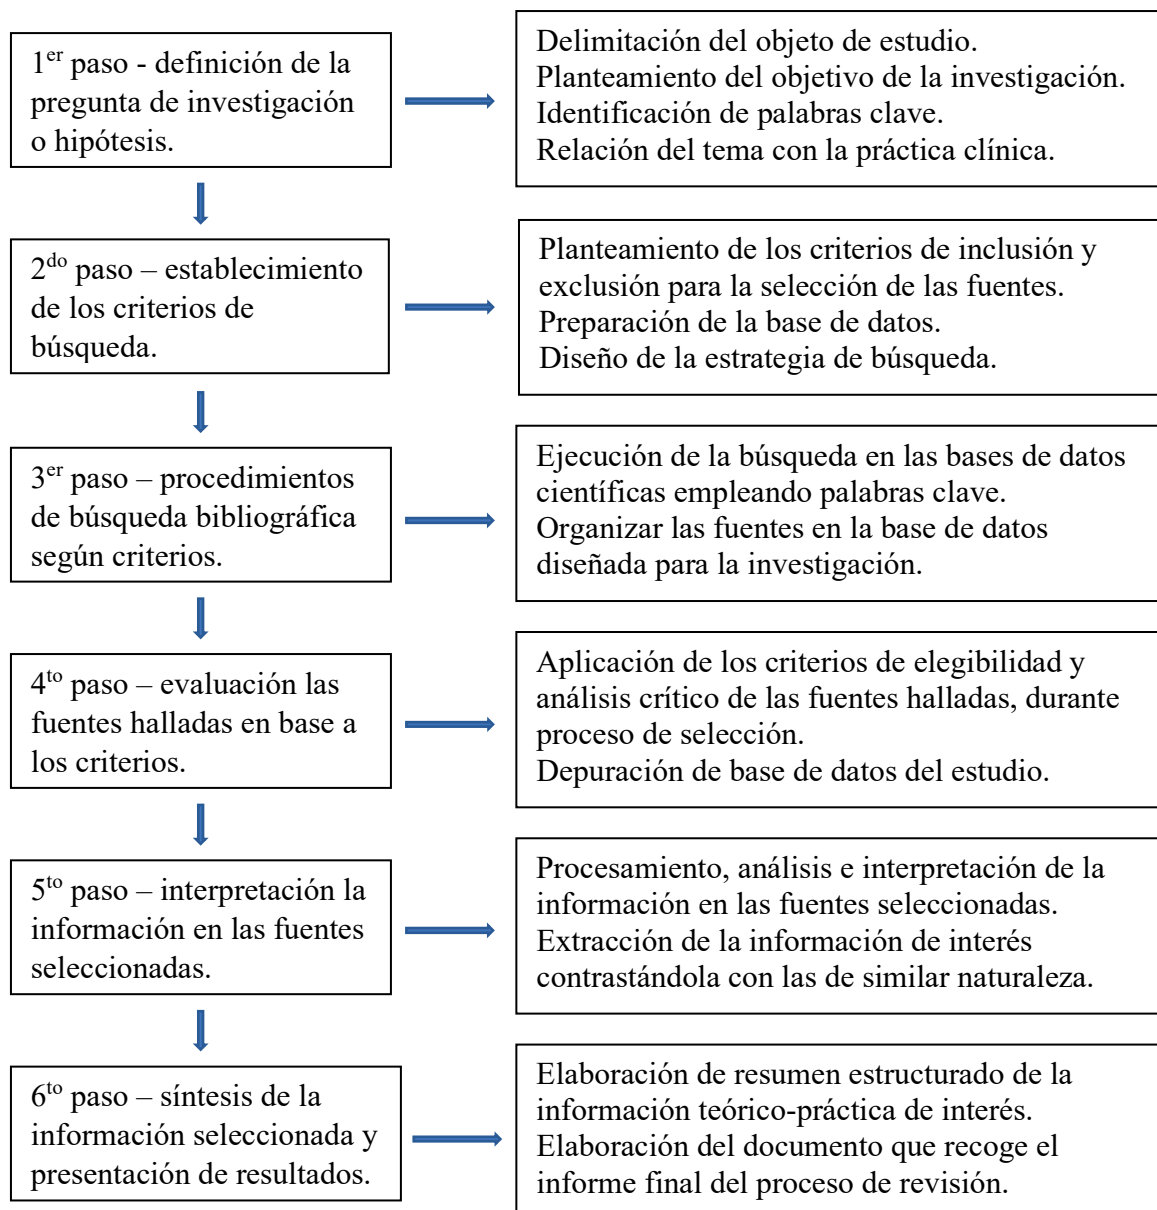 1er paso - definición de la
pregunta de investigación
o hipótesis.
Delimitación del objeto de estudio.
Planteamiento del objetivo de la investigación.
Identificación de palabras clave.
Relación del tema con la práctica clínica.
2do paso – establecimiento
de los criterios de
búsqueda.
Planteamiento de los criterios de inclusión y
exclusión para la selección de las fuentes.
Preparación de la base de datos.
Diseño de la estrategia de búsqueda.
3er paso – procedimientos
de búsqueda bibliográfica
según criterios.
Ejecución de la búsqueda en las bases de datos
científicas empleando palabras clave.
Organizar las fuentes en la base de datos
diseñada para la investigación.
4to paso – evaluación las
fuentes halladas en base a
los criterios.
Aplicación de los criterios de elegibilidad y
análisis crítico de las fuentes halladas, durante
proceso de selección.
Depuración de base de datos del estudio.
5to paso – interpretación la
información en las fuentes
seleccionadas.
Procesamiento, análisis e interpretación de la
información en las fuentes seleccionadas.
Extracción de la información de interés
contrastándola con las de similar naturaleza.
6to paso – síntesis de la
información seleccionada y
presentación de resultados.
Elaboración de resumen estructurado de la
información teórico-práctica de interés.
Elaboración del documento que recoge el
informe final del proceso de revisión.